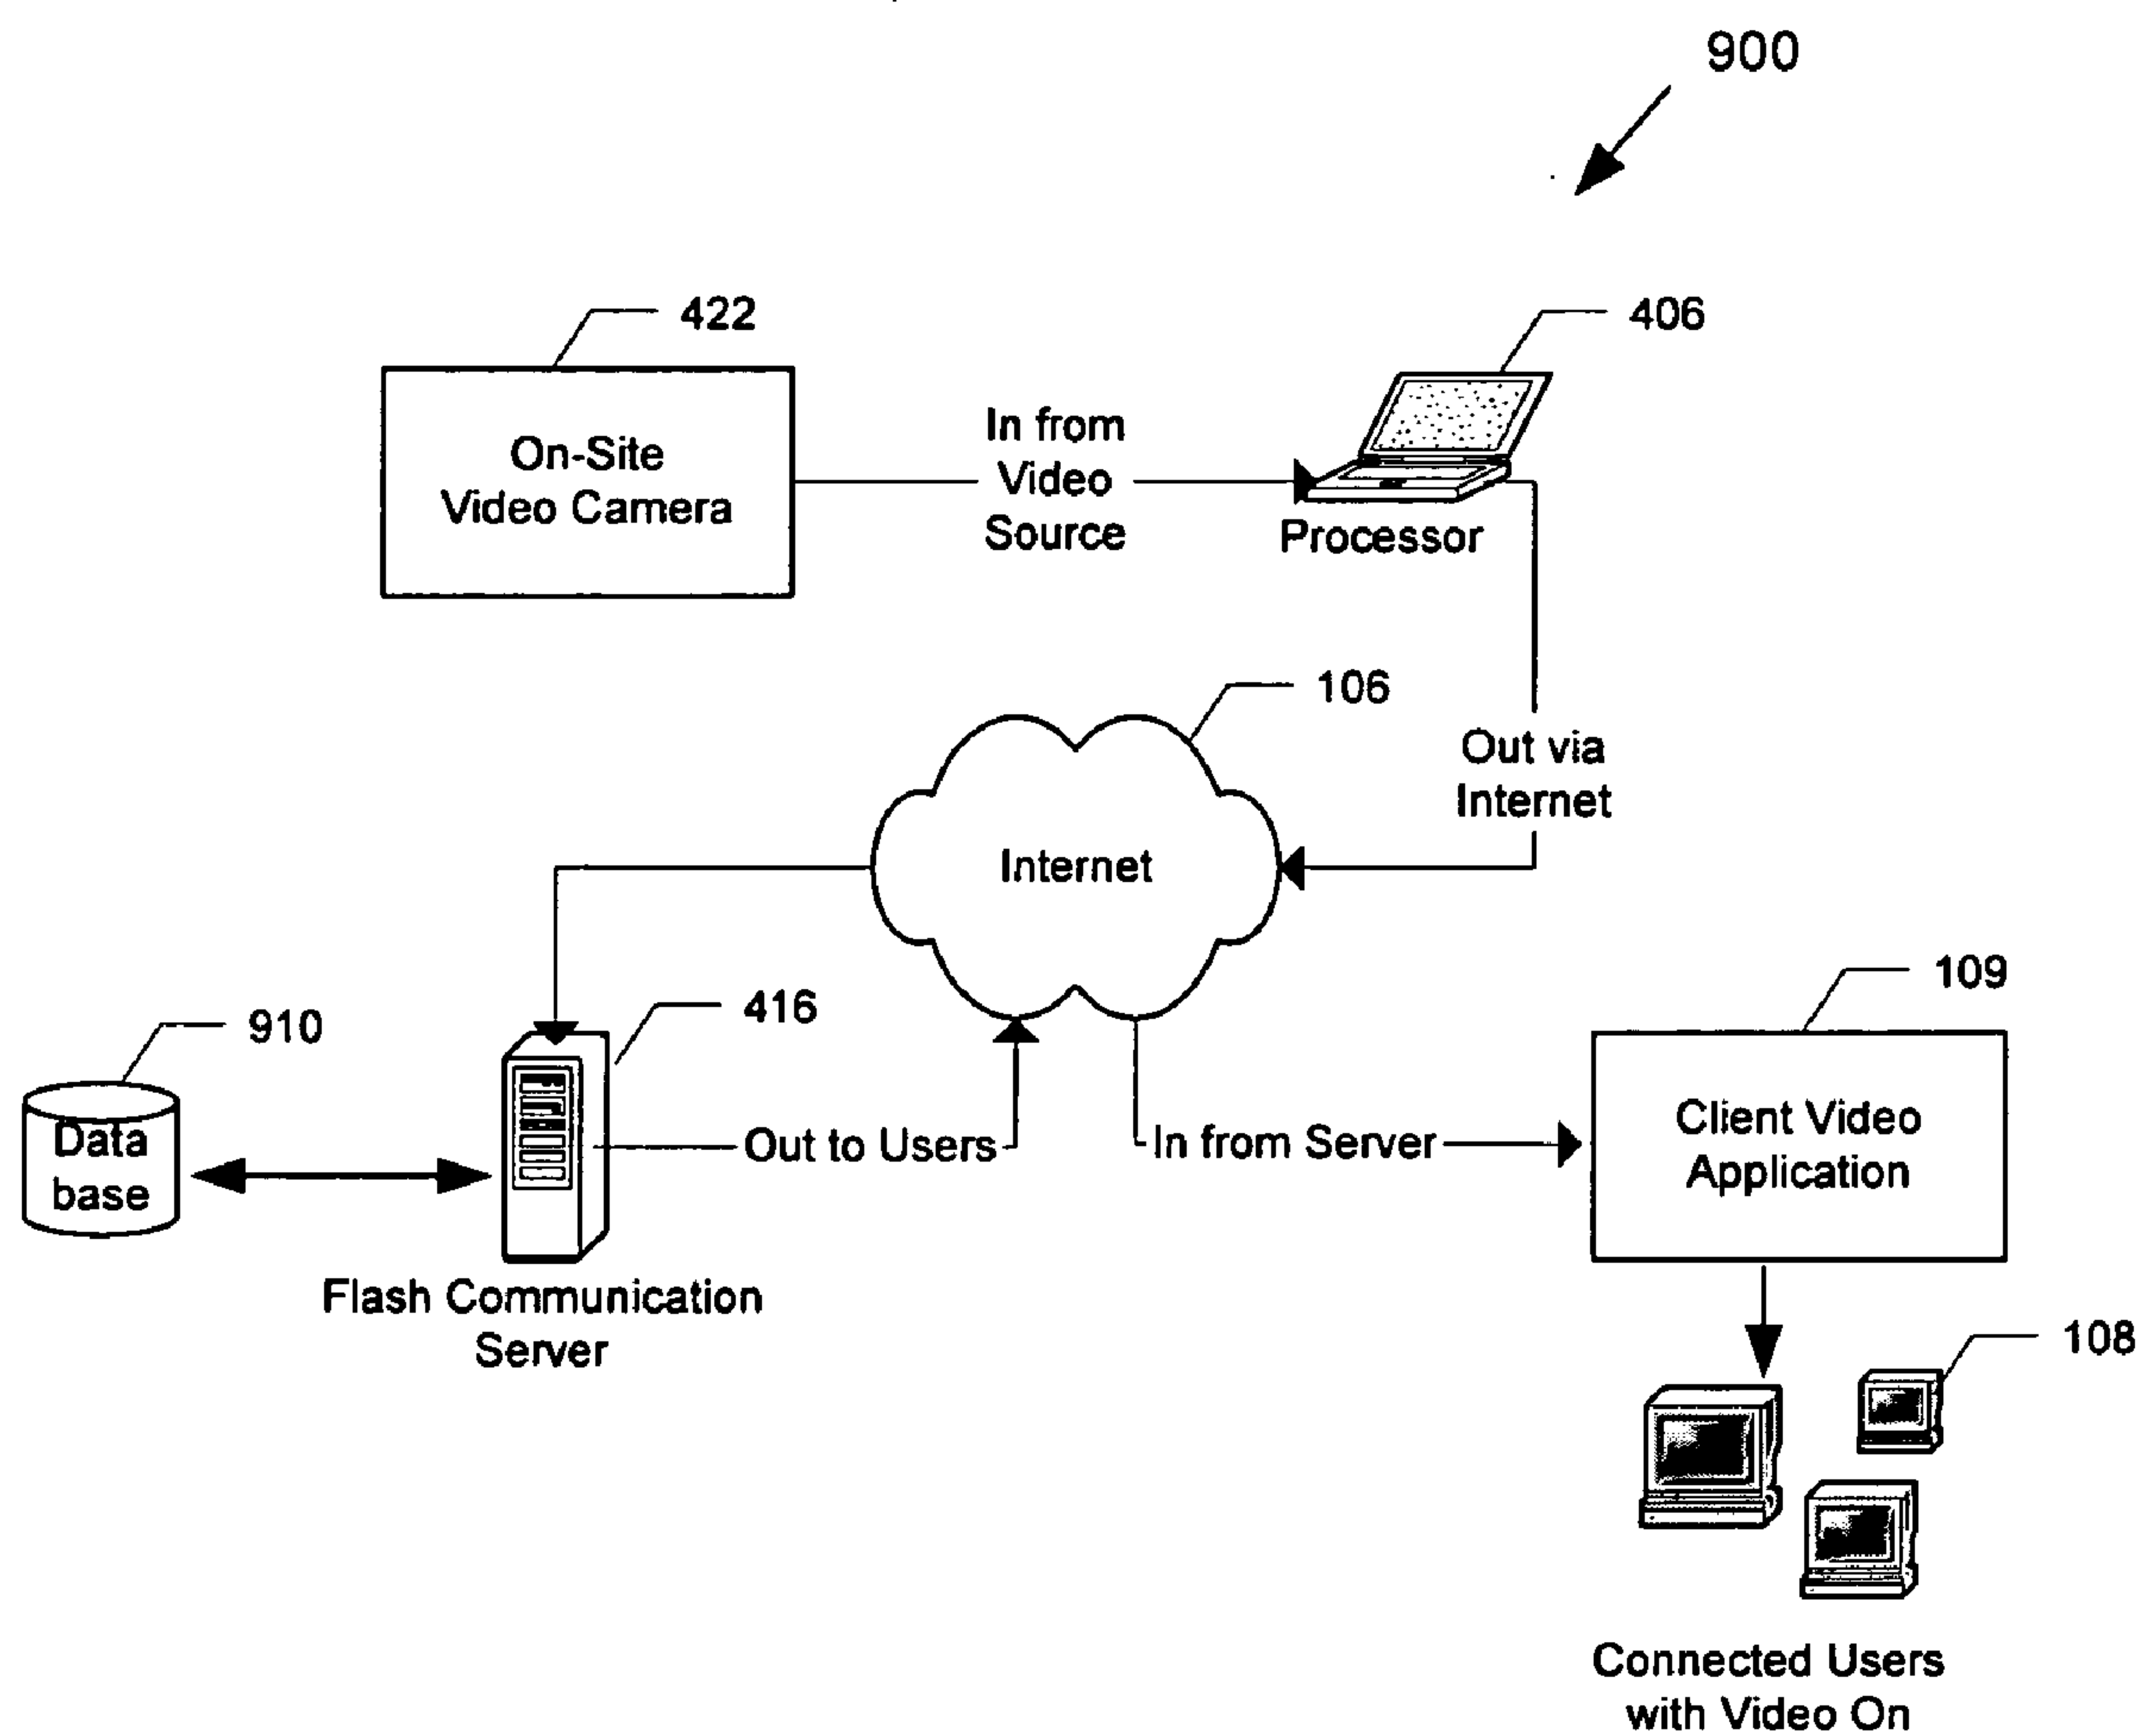 900
422
406
On-Site
Video Camera
In from
Video
Source
Processor
106
Out via
Internet
Internet
109
910
416
Data
base
Out to Users
In from Server
Client Video
Application
Flash Communication
Server
108
Connected Users
with Video On